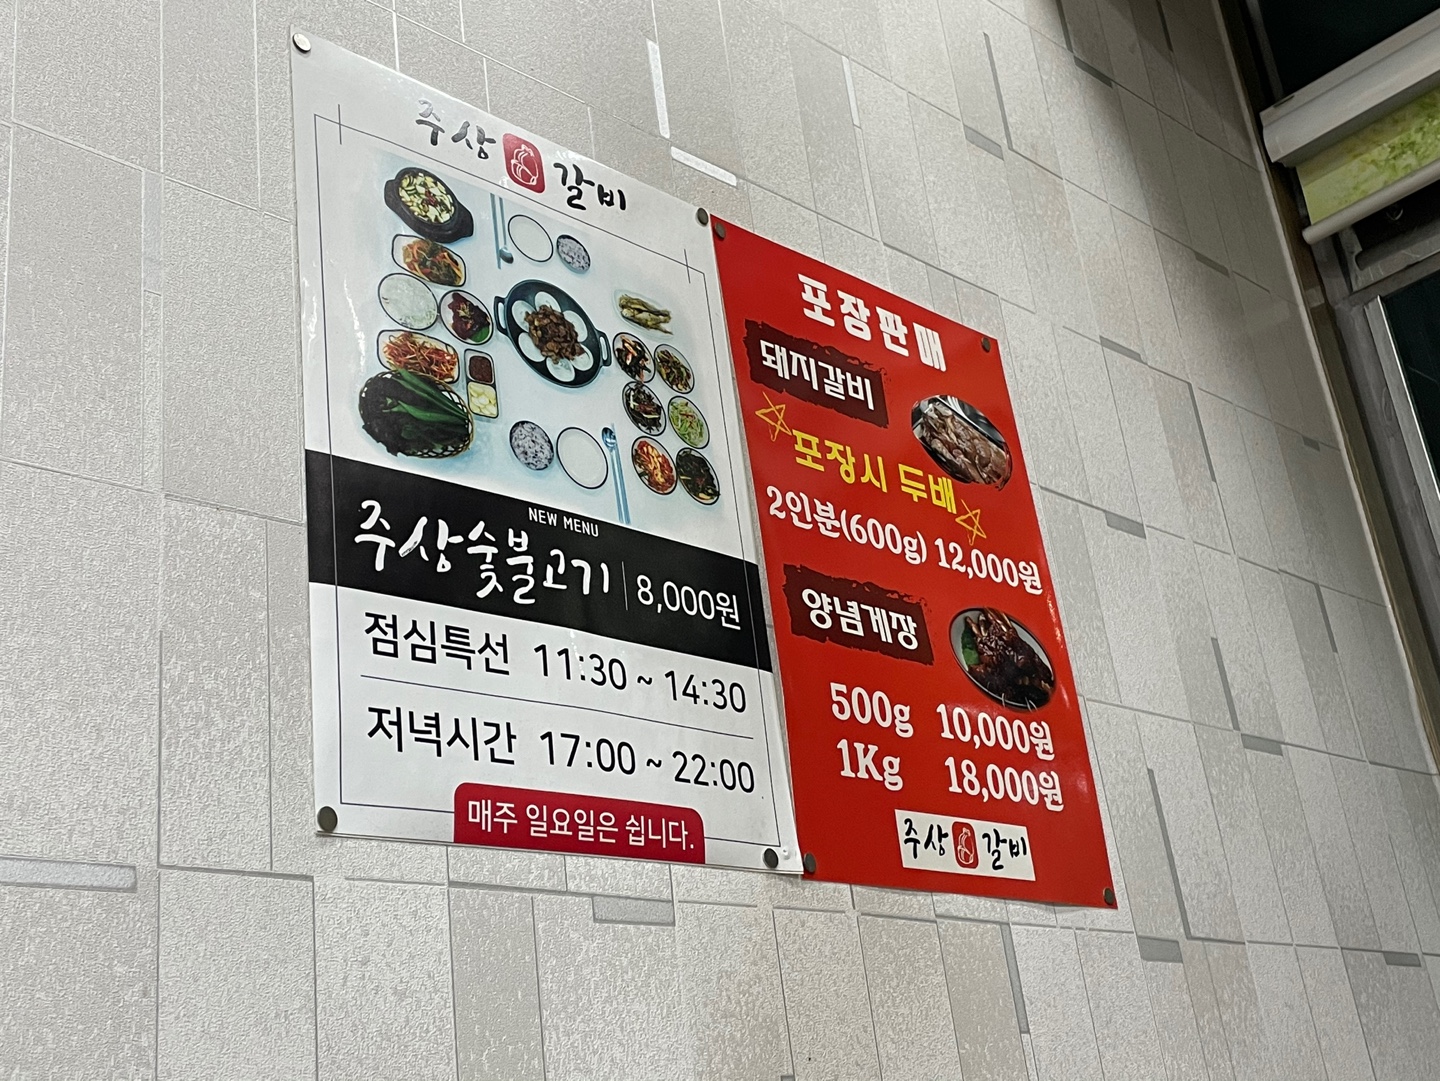 주상 갈비
NEW MENU
주상숯불고기 8,000원
점심특선 11:30 ~ 14:30
저녁시간 17:00 ~ 22:00
매주 일요일은 쉽니다.
포장판매
돼지갈비
포장시 두배
2인분(600g) 12,000원
양념게장
500g 10,000원
1Kg 18,000원
주상 갈비